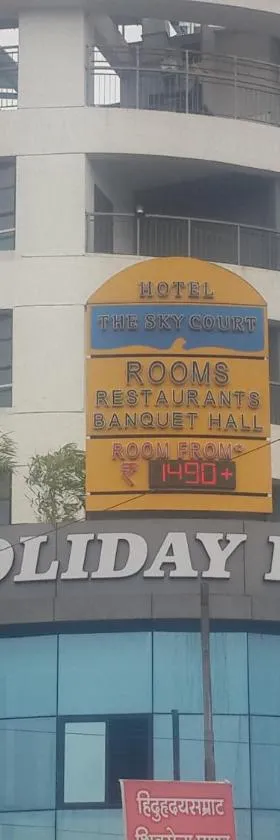 HOTEL
THE SKY COURT
ROOMS
RESTAURANTS
BANQUET HALL
ROOM FROM*
₹ 1490+
OLIDAY
हिंदुहृदयसम्राट